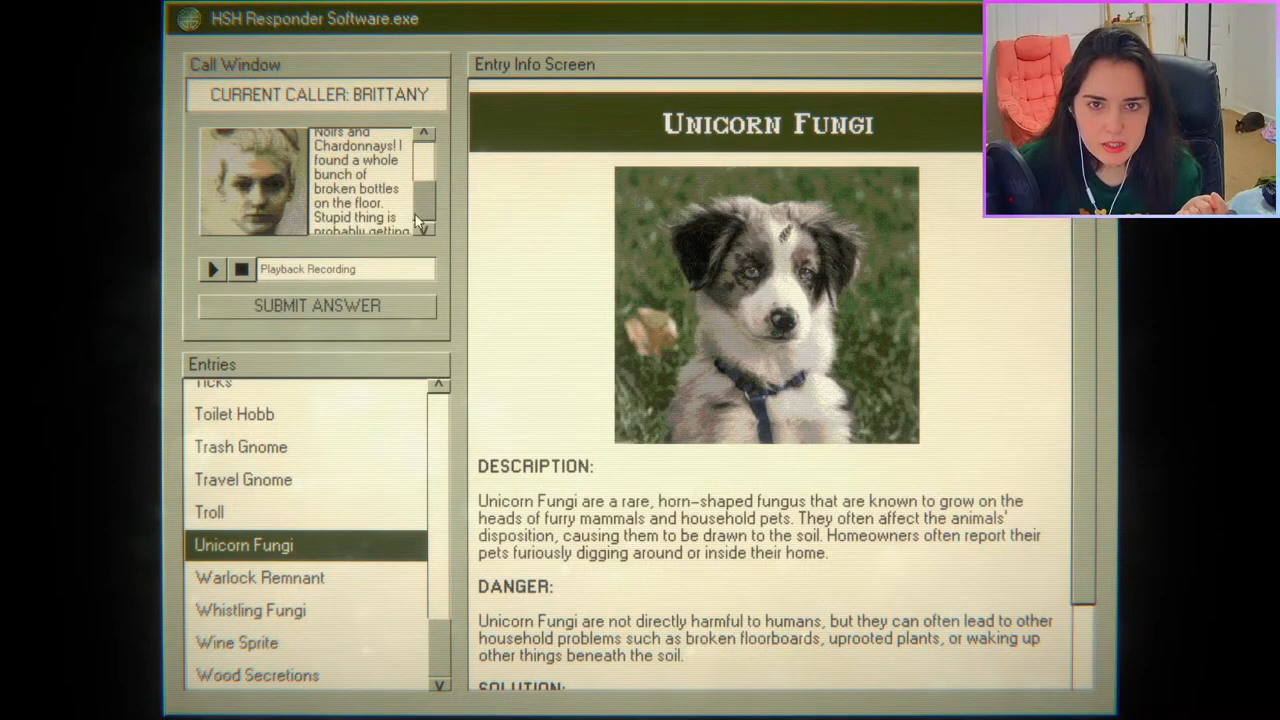 HSH Responder Software.exe
Call Window
CURRENT CALLER: BRITTANY
Noirs and
Chardonnays! I
found a whole
bunch of
broken bottles
on the floor.
Stupid thing is
probably getting
Playback Recording
SUBMIT ANSWER
Entries
Ticks
Toilet Hobb
Trash Gnome
Travel Gnome
Troll
Unicorn Fungi
Warlock Remnant
Whistling Fungi
Wine Sprite
Wood Secretions
Entry Info Screen
Unicorn Fungi
DESCRIPTION:
Unicorn Fungi are a rare, horn-shaped fungus that are known to grow on the
heads of furry mammals and household pets. They often affect the animals'
disposition, causing them to be drawn to the soil. Homeowners often report their
pets furiously digging around or inside their home.
DANGER:
Unicorn Fungi are not directly harmful to humans, but they can often lead to other
household problems such as broken floorboards, uprooted plants, or waking up
other things beneath the soil.
SOLUTION: